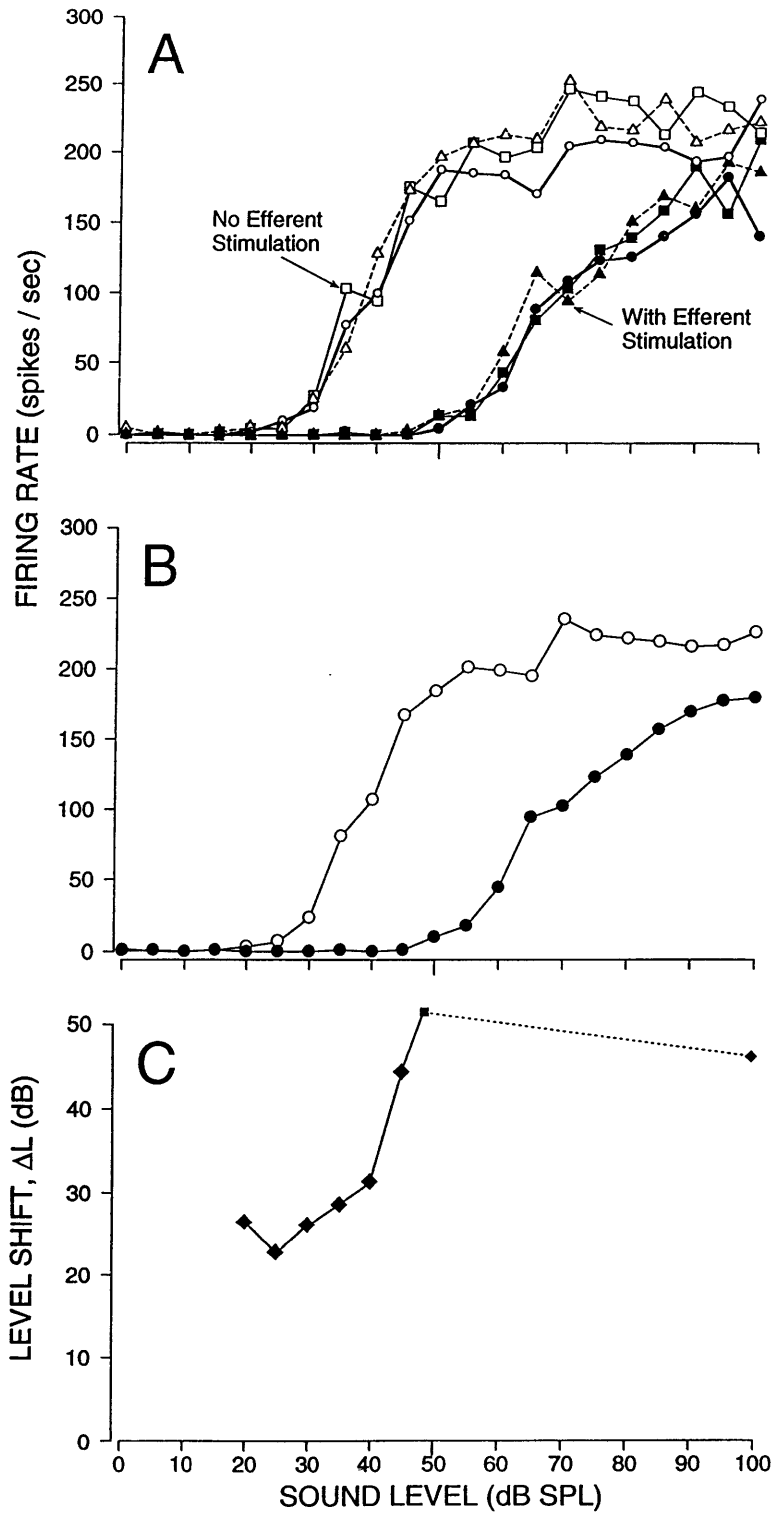 A
300
250
200
150
100
50
0
No Efferent
Stimulation
With Efferent
Stimulation
FIRING RATE (spikes / sec)
B
300
250
200
150
100
50
0
C
50
40
30
20
10
0
LEVEL SHIFT, ΔL (dB)
0 10 20 30 40 50 60 70 80 90 100
SOUND LEVEL (dB SPL)